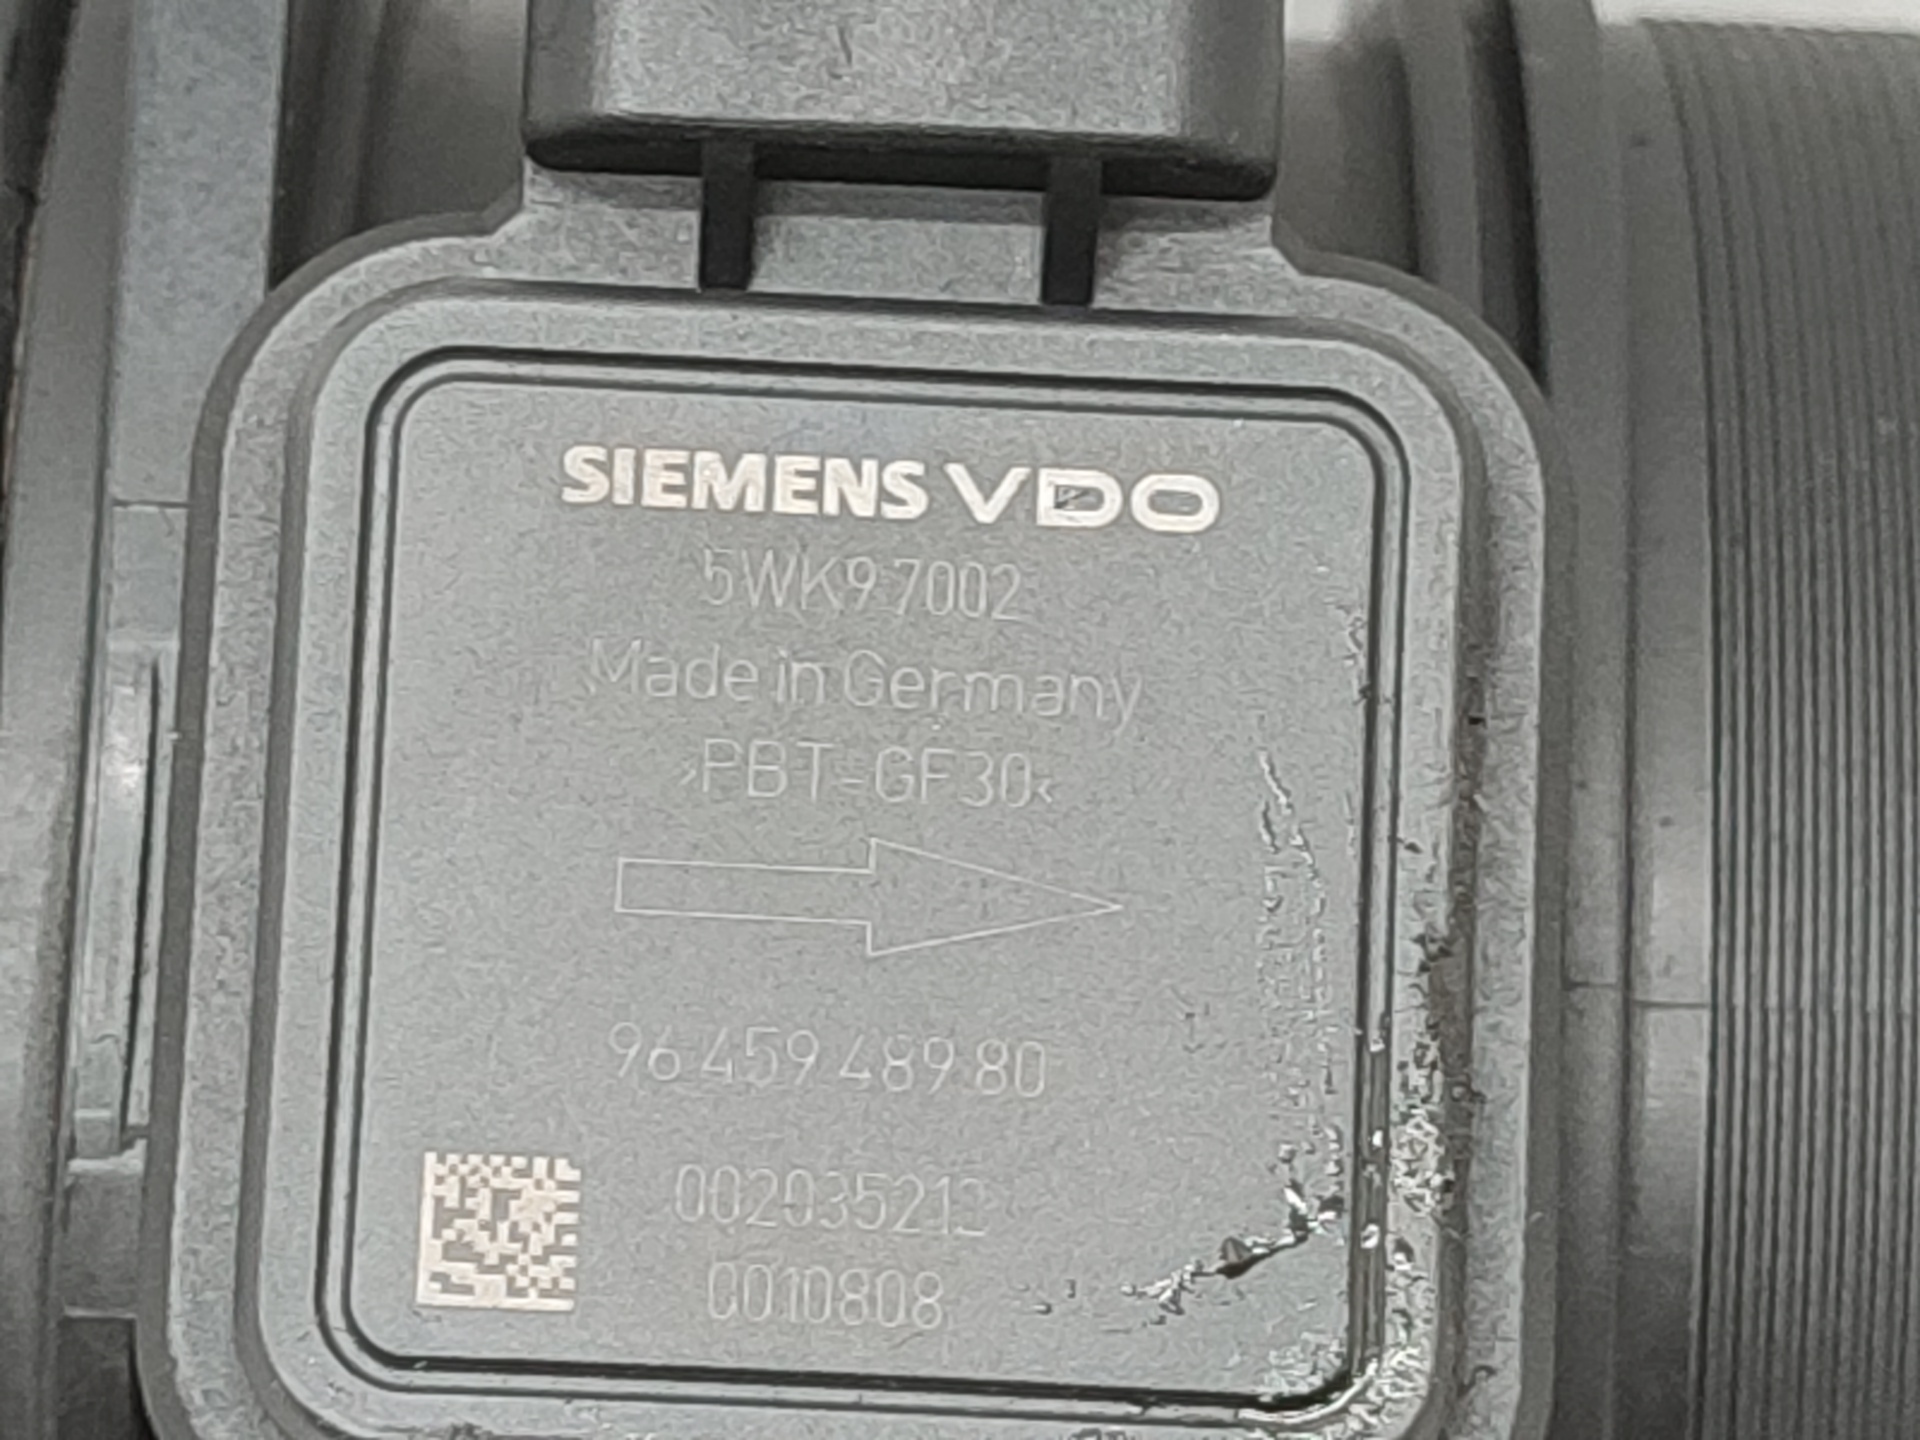 SIEMENS VDO
5WK9 7002
Made in Germany
>PBT-GF30<
96 459 489 80
0010808